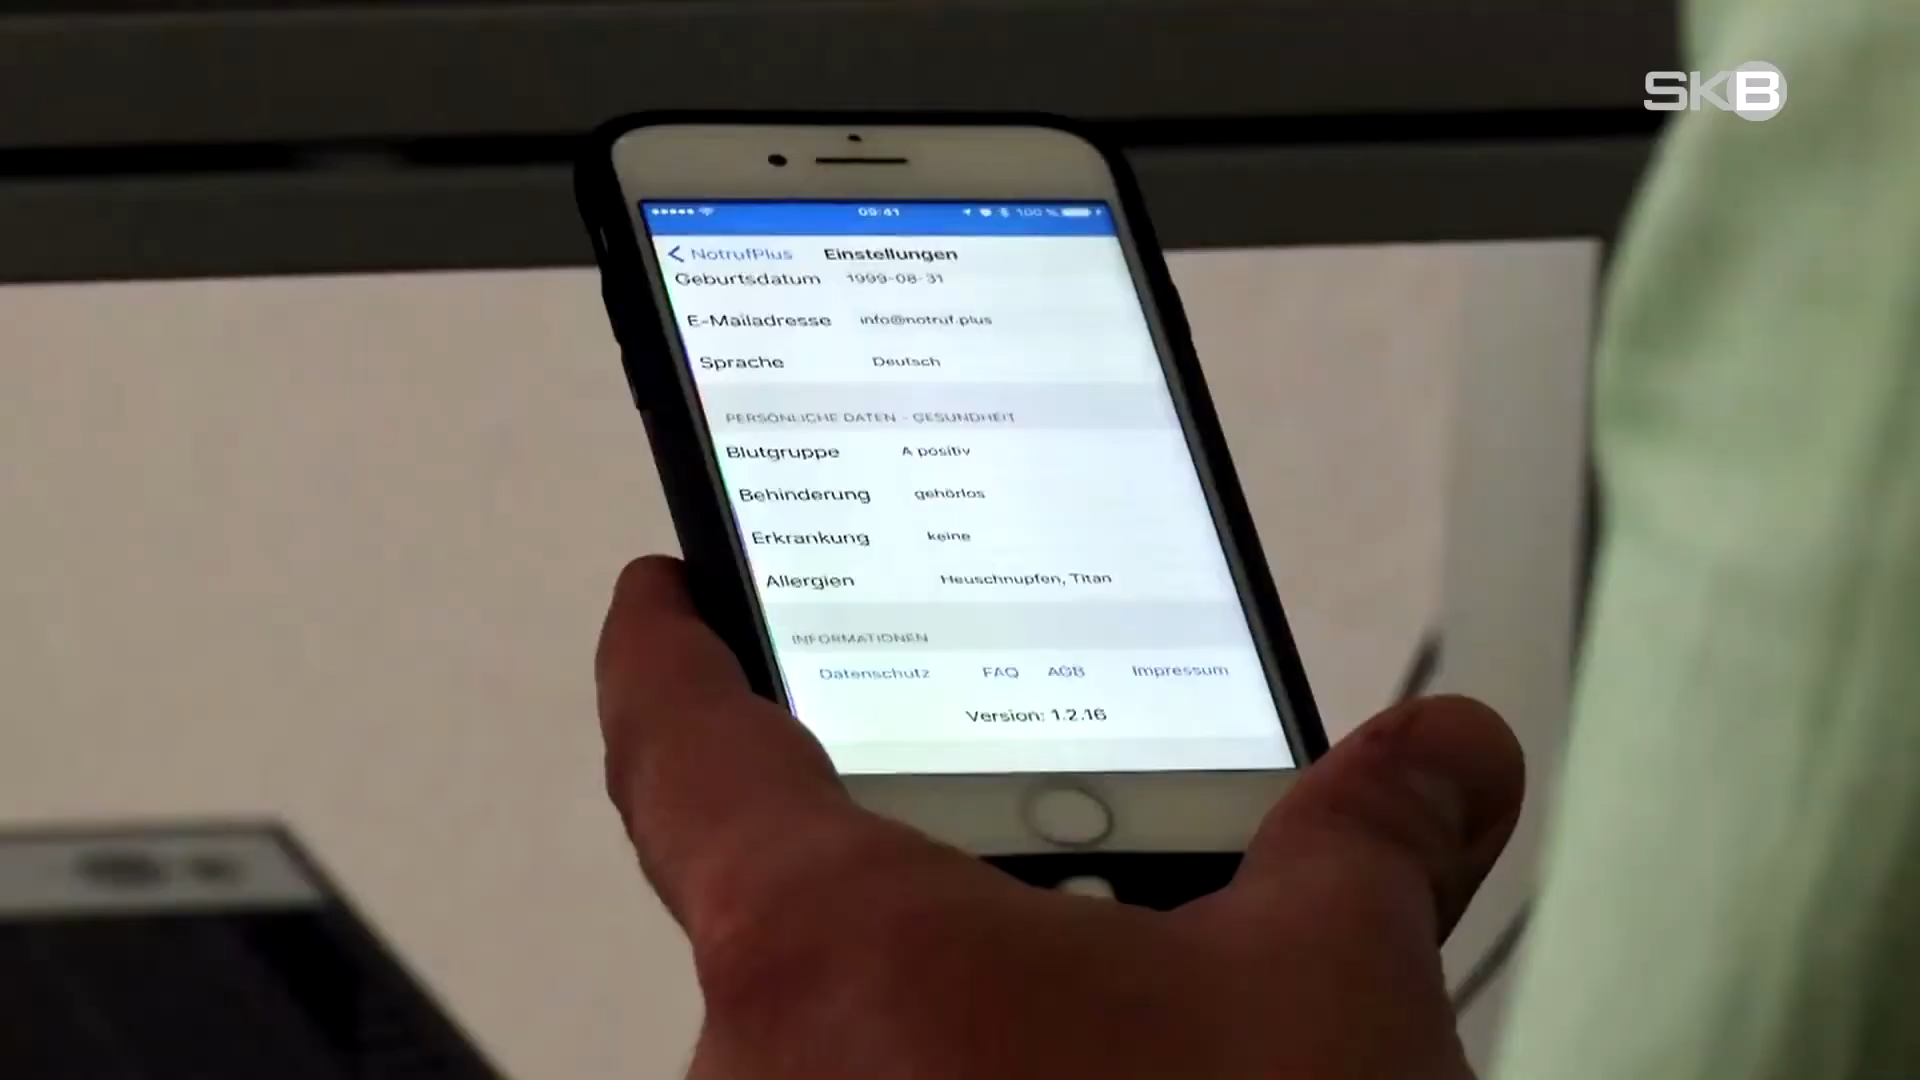 SKB
09:41 100 %
NotrufPlus Einstellungen
Geburtsdatum 1999-08-31
E-Mailadresse info@notruf.plus
Sprache Deutsch
PERSÖNLICHE DATEN - GESUNDHEIT
Blutgruppe A positiv
Behinderung gehörlos
Erkrankung keine
Allergien Heuschnupfen, Titan
INFORMATIONEN
Datenschutz FAQ AGB Impressum
Version: 1.2.16